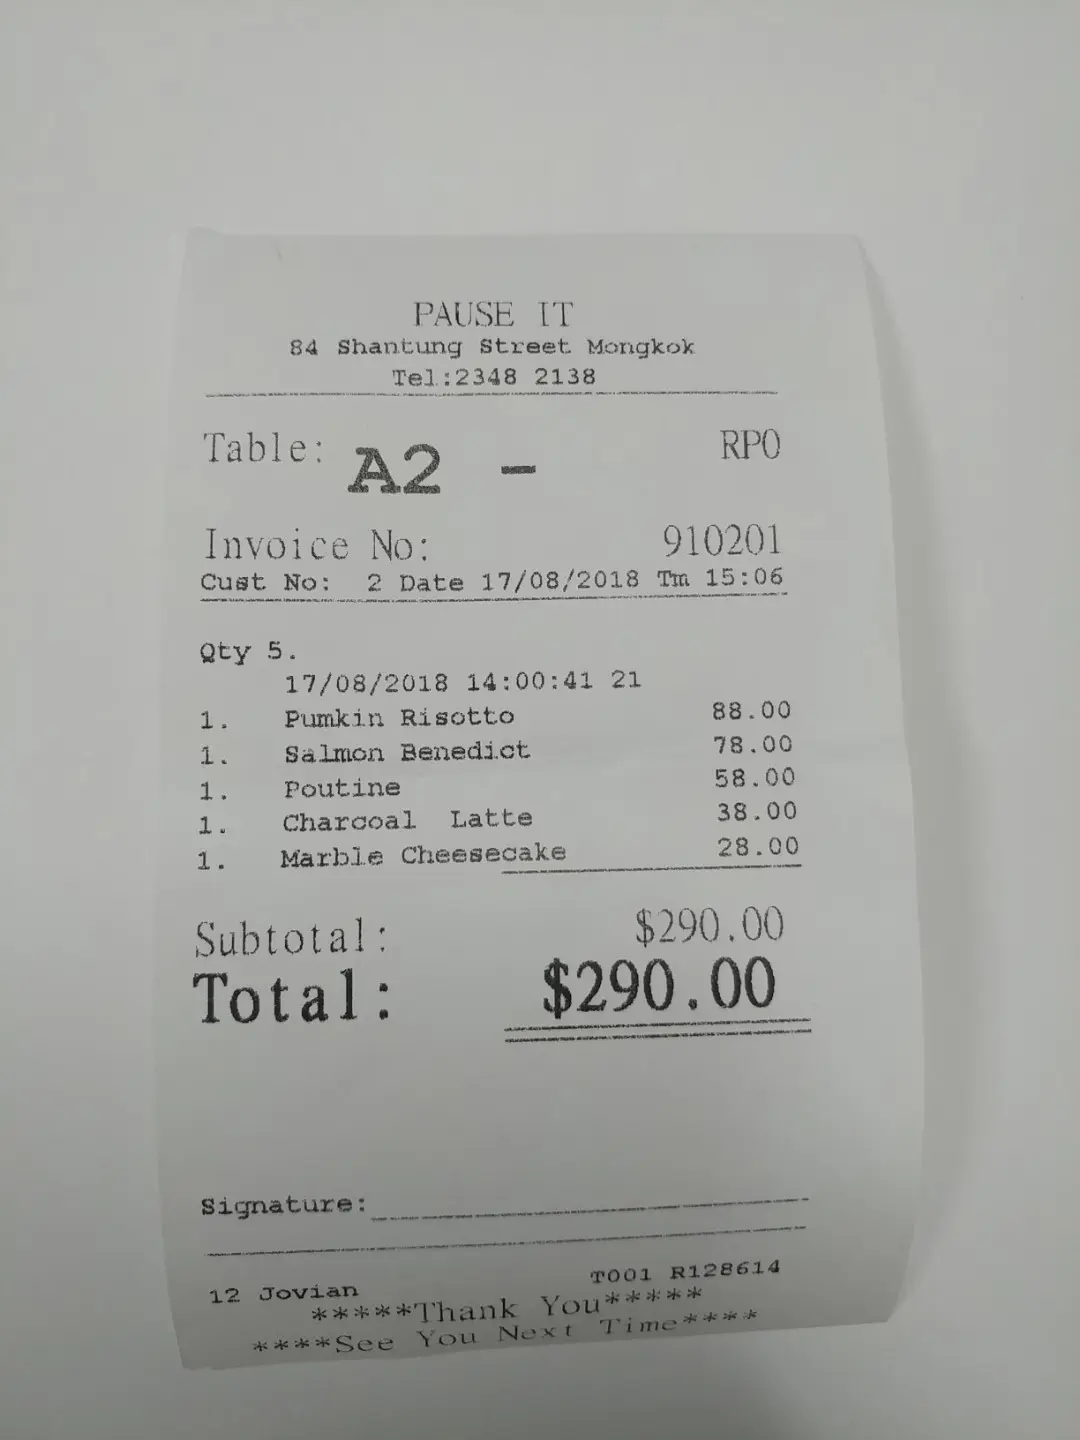 PAUSE IT
84 Shantung Street Mongkok
Tel:2348 2138
Table: A2 - RPO
Invoice No: 910201
Cust No: 2 Date 17/08/2018 Tm 15:06
Qty 5.
17/08/2018 14:00:41 21
1. Pumkin Risotto 88.00
1. Salmon Benedict 78.00
1. Poutine 58.00
1. Charcoal Latte 38.00
1. Marble Cheesecake 28.00
Subtotal: $290.00
Total: $290.00
Signature:
12 Jovian T001 R128614
*****Thank You*****
****See You Next Time****